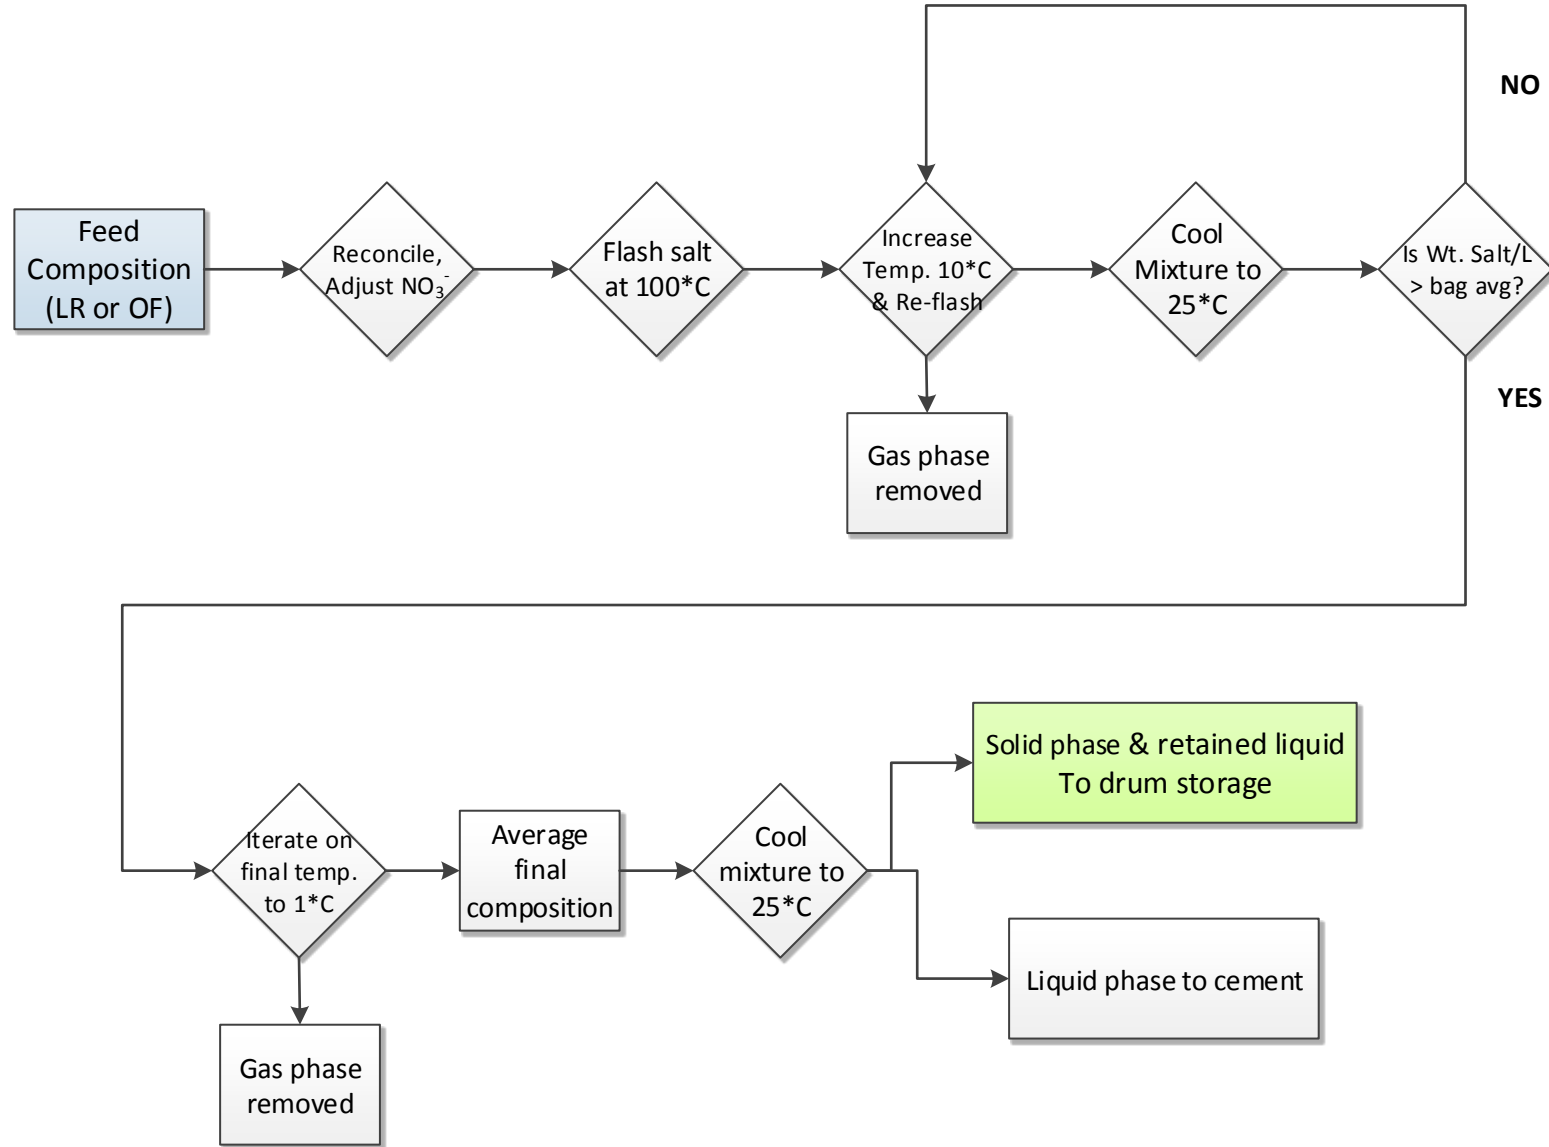 NO
Feed
Composition
(LR or OF)
Reconcile,
Adjust NO₃⁻
Flash salt
at 100*C
Increase
Temp. 10*C
& Re-flash
Cool
Mixture to
25*C
Is Wt. Salt/L
> bag avg?
YES
Gas phase
removed
Iterate on
final temp.
to 1*C
Average
final
composition
Cool
mixture to
25*C
Solid phase & retained liquid
To drum storage
Liquid phase to cement
Gas phase
removed